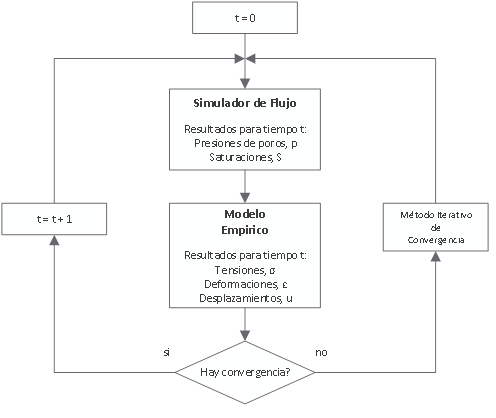 t = 0
Simulador de Flujo
Resultados para tiempo t:
Presiones de poros, p
Saturaciones, S
t = t + 1
Modelo
Empirico
Resultados para tiempo t:
Tensiones, σ
Deformaciones, ε
Desplazamientos, u
Método Iterativo
de
Convergencia
si
no
Hay convergencia?